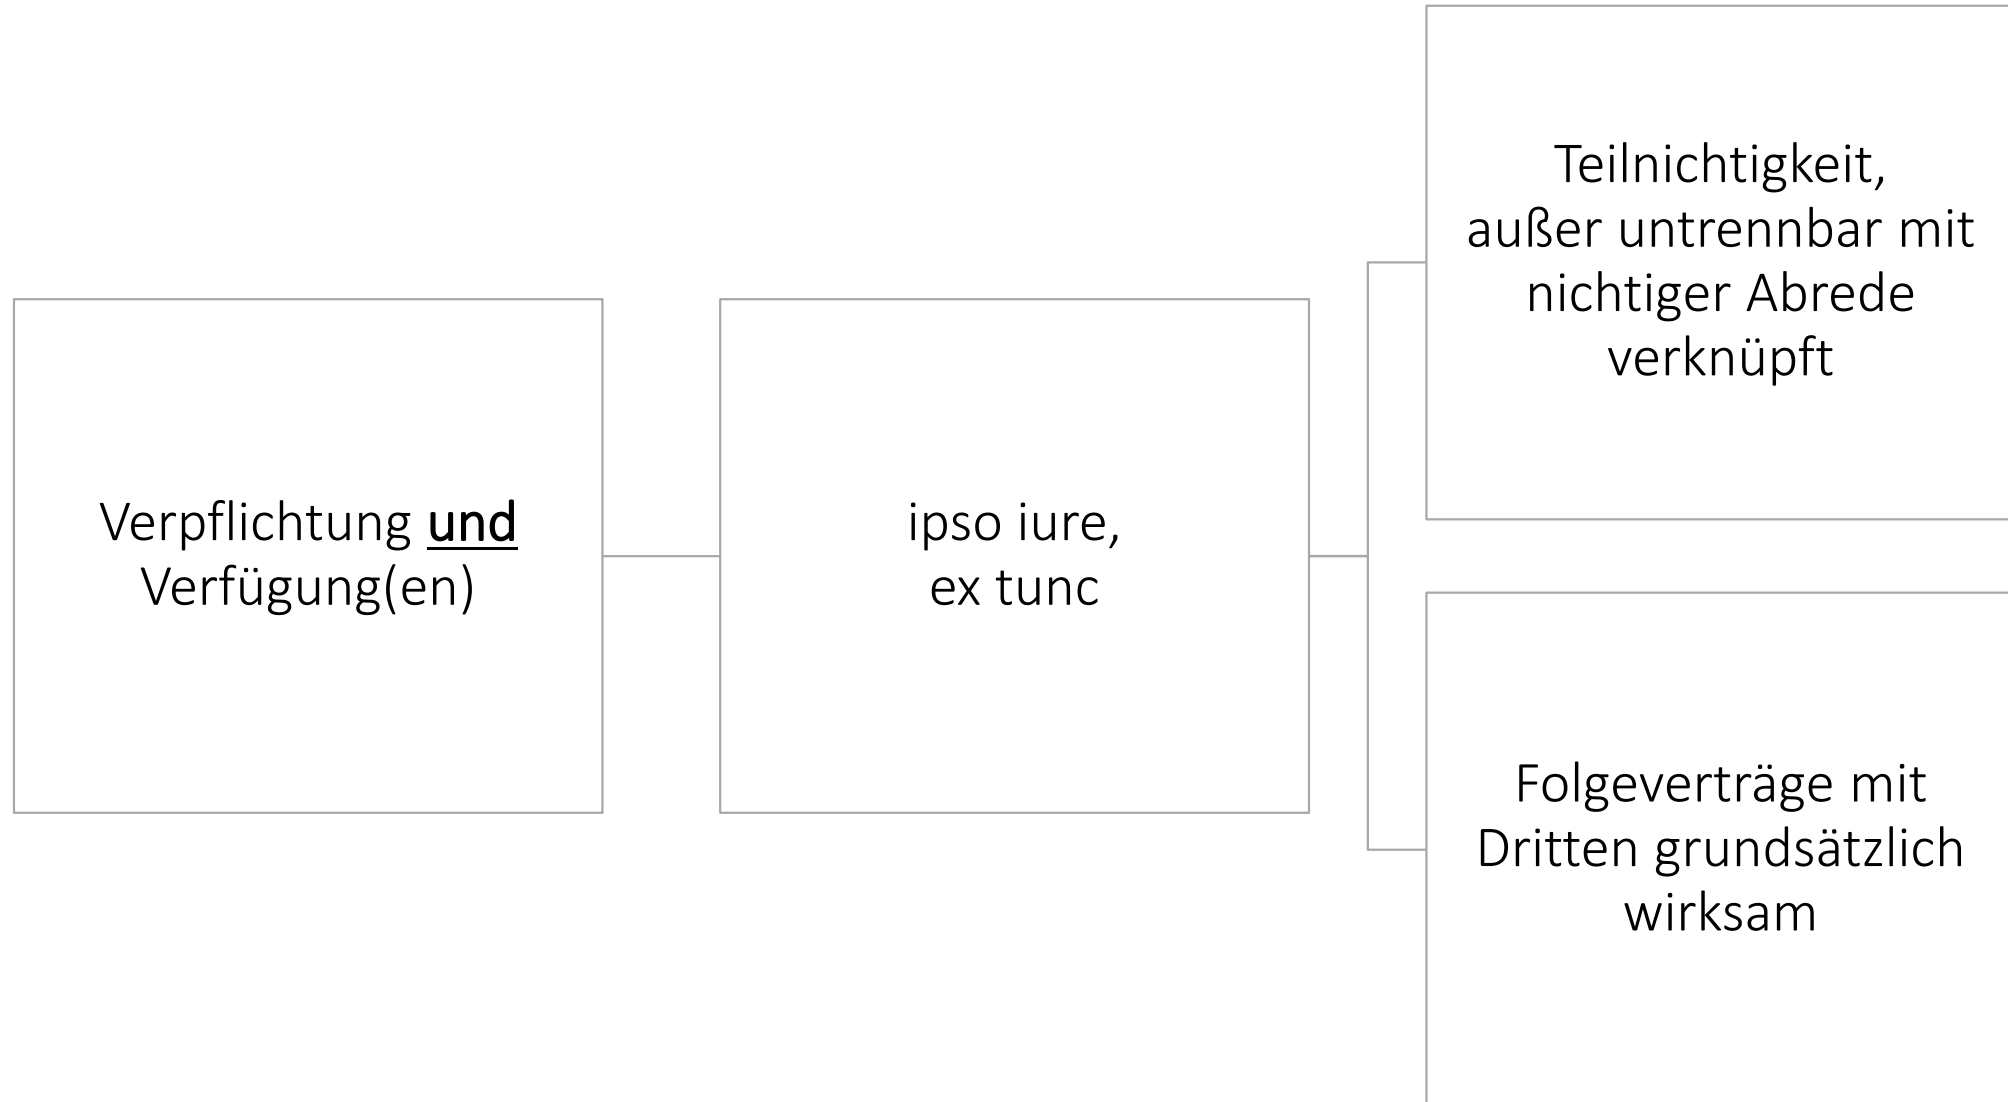 Verpflichtung und
Verfügung(en)
ipso iure,
ex tunc
Teilnichtigkeit,
außer untrennbar mit
nichtiger Abrede
verknüpft
Folgeverträge mit
Dritten grundsätzlich
wirksam